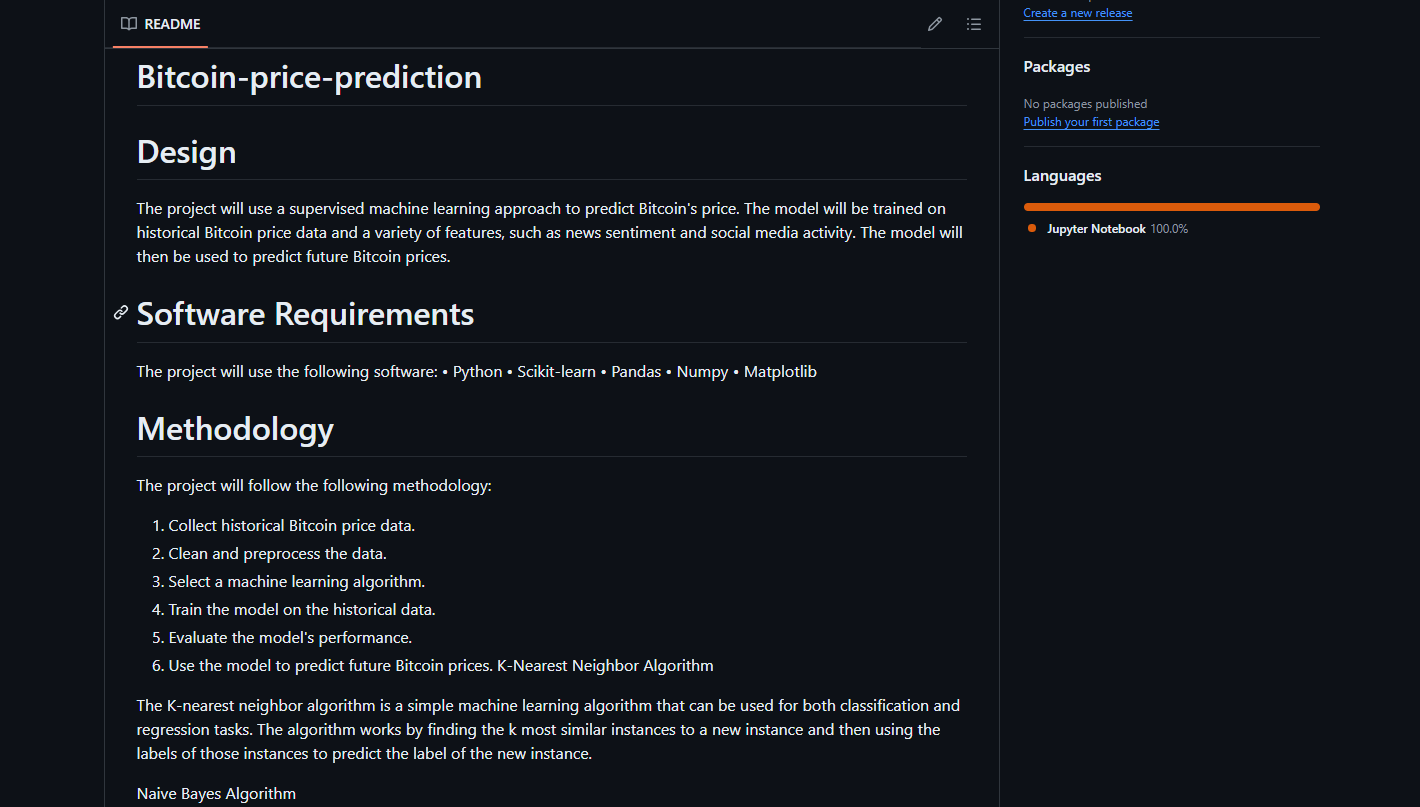 README
Bitcoin-price-prediction
Design
The project will use a supervised machine learning approach to predict Bitcoin's price. The model will be trained on
historical Bitcoin price data and a variety of features, such as news sentiment and social media activity. The model will
then be used to predict future Bitcoin prices.
Software Requirements
The project will use the following software: • Python • Scikit-learn • Pandas • Numpy • Matplotlib
Methodology
The project will follow the following methodology:
1. Collect historical Bitcoin price data.
2. Clean and preprocess the data.
3. Select a machine learning algorithm.
4. Train the model on the historical data.
5. Evaluate the model's performance.
6. Use the model to predict future Bitcoin prices. K-Nearest Neighbor Algorithm
The K-nearest neighbor algorithm is a simple machine learning algorithm that can be used for both classification and
regression tasks. The algorithm works by finding the k most similar instances to a new instance and then using the
labels of those instances to predict the label of the new instance.
Naive Bayes Algorithm
Create a new release
Packages
No packages published
Publish your first package
Languages
Jupyter Notebook 100.0%